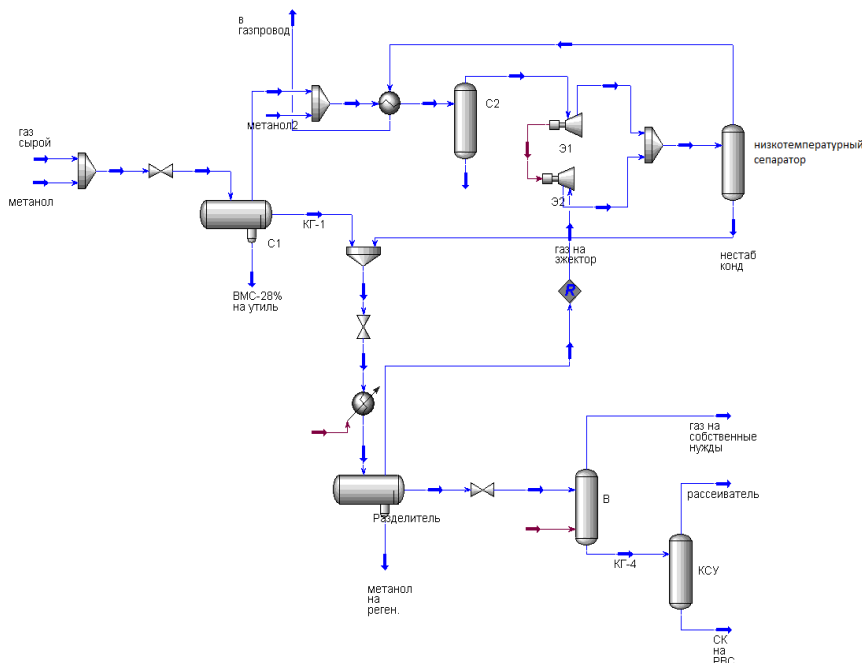 в
газпровод
С2
метанол2
Э1
низкотемпературный
сепаратор
газ
сырой
метанол
Э2
КГ-1
С1
газ на
эжектор
нестаб
конд
ВМС-28%
на утиль
R
газ на
собственные
нужды
рассеиватель
Разделитель
В
КГ-4
КСУ
метанол
на
реген.
СК
на
РВС